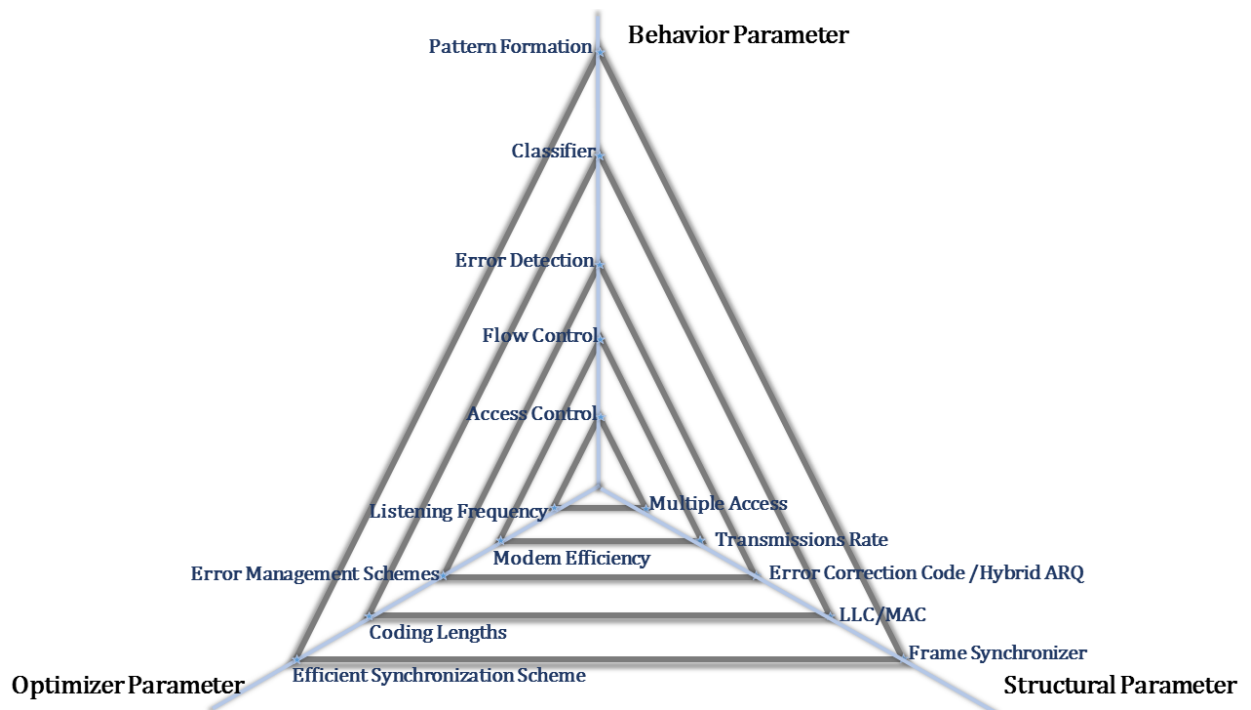 Behavior Parameter
Pattern Formation
Classifier
Error Detection
Flow Control
Access Control
Listening Frequency
Multiple Access
Transmissions Rate
Modem Efficiency
Error Management Schemes
Error Correction Code /Hybrid ARQ
LLC/MAC
Coding Lengths
Frame Synchronizer
Efficient Synchronization Scheme
Optimizer Parameter
Structural Parameter